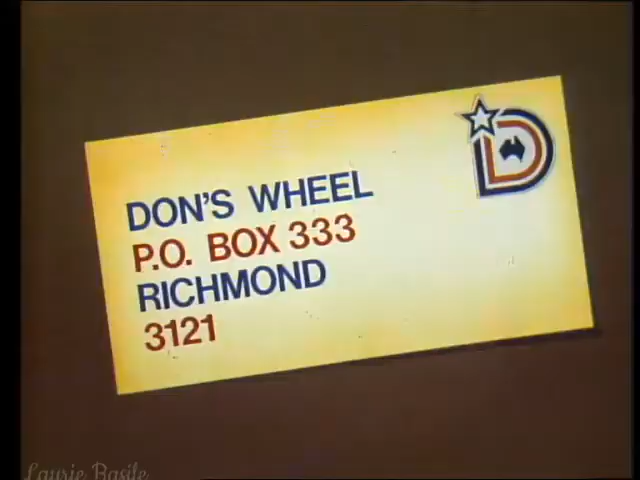 DON'S WHEEL
P.O. BOX 333
RICHMOND
3121
D
Laurie Basile